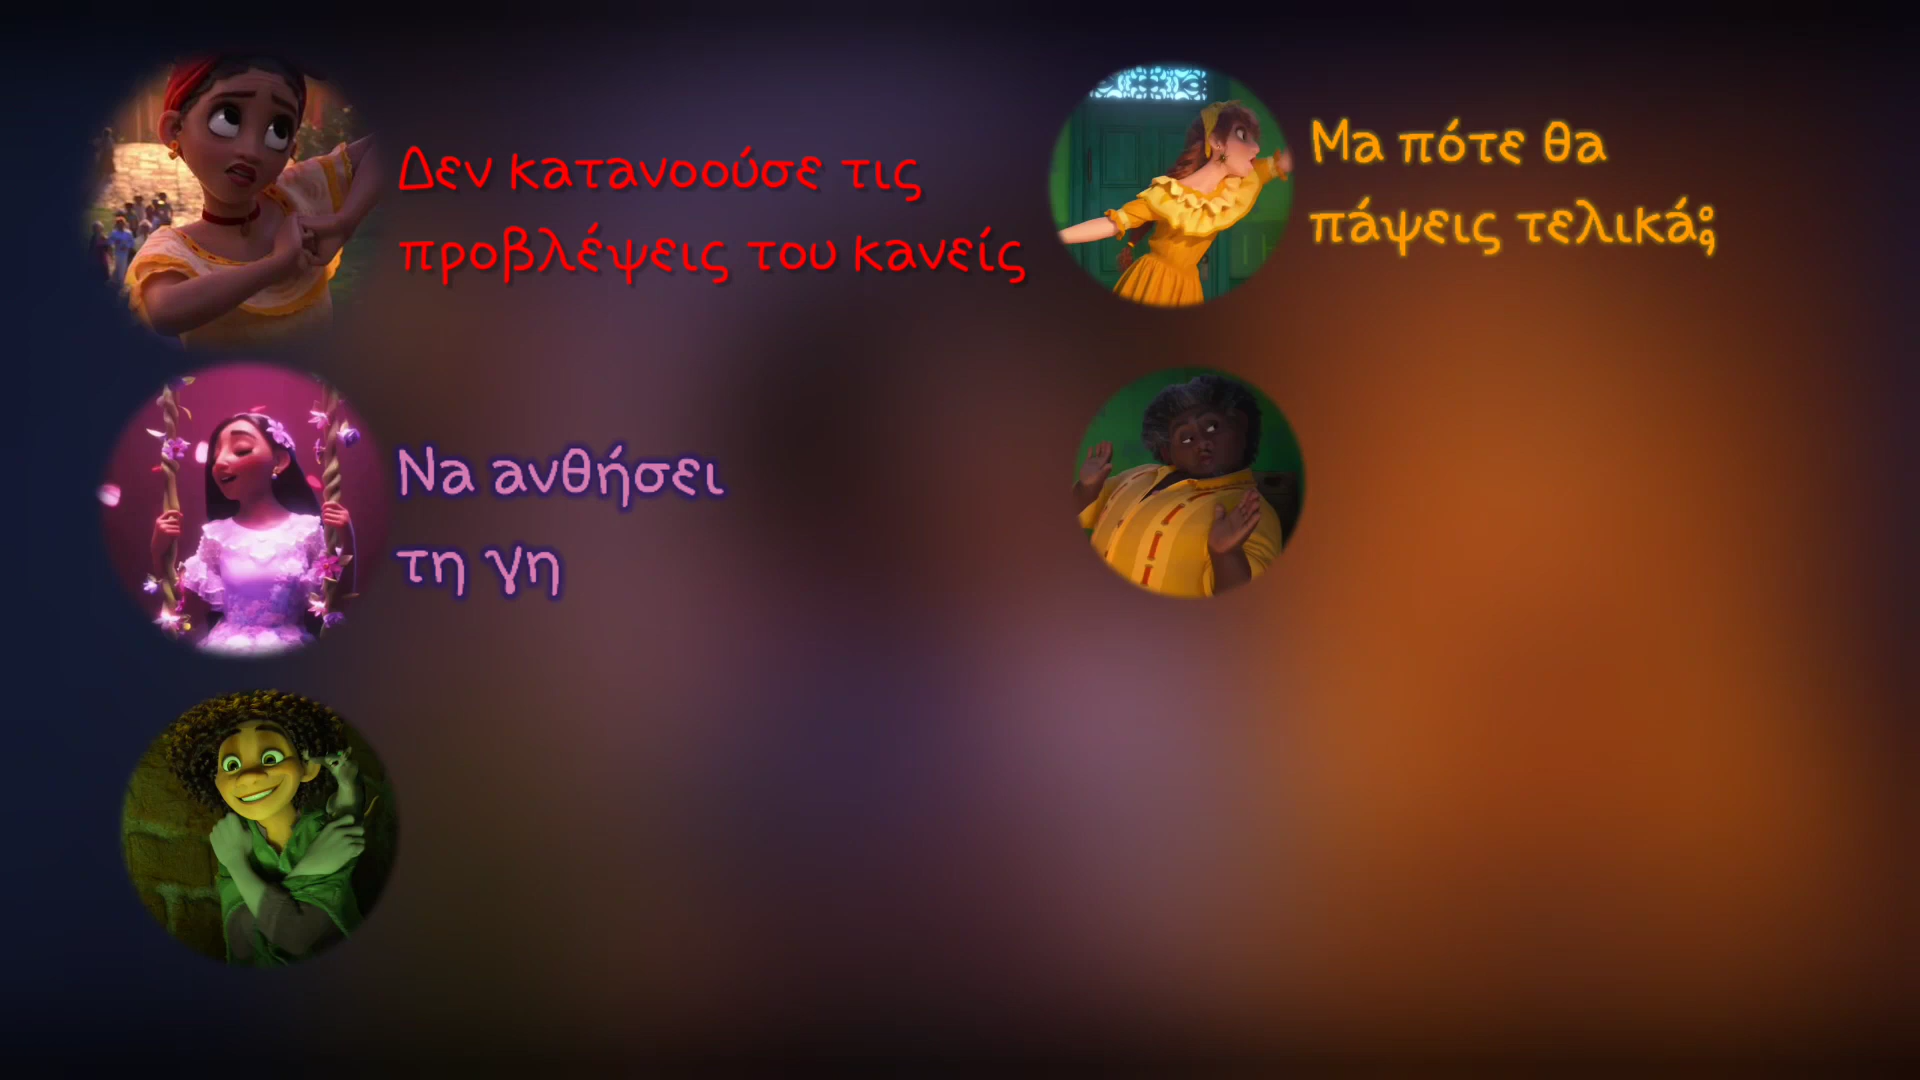 Δεν κατανοούσε τις
προβλέψεις του κανείς
Μα πότε θα
πάψεις τελικά;
Να ανθήσει
τη γη